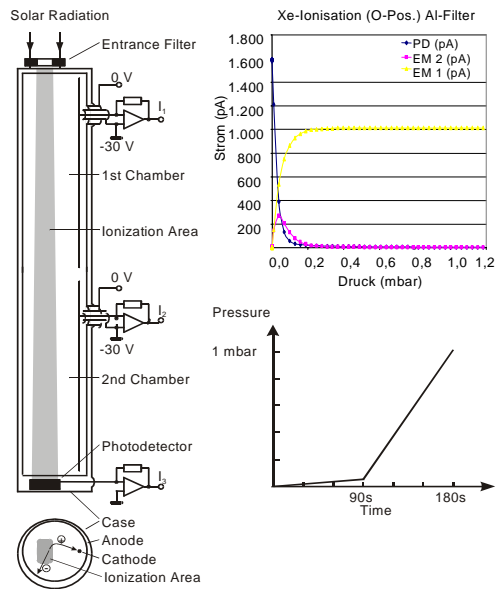 Solar Radiation
Entrance Filter
0 V
I1
-30 V
1st Chamber
Ionization Area
0 V
I2
-30 V
2nd Chamber
Photodetector
I3
Case
Anode
Cathode
Ionization Area
Xe-Ionisation (O-Pos.) Al-Filter
1.800
1.600
1.400
1.200
1.000
800
600
400
200
Strom (pA)
PD (pA)
EM 2 (pA)
EM 1 (pA)
0,0 0,2 0,4 0,6 0,8 1,0 1,2
Druck (mbar)
Pressure
1 mbar
90s 180s
Time